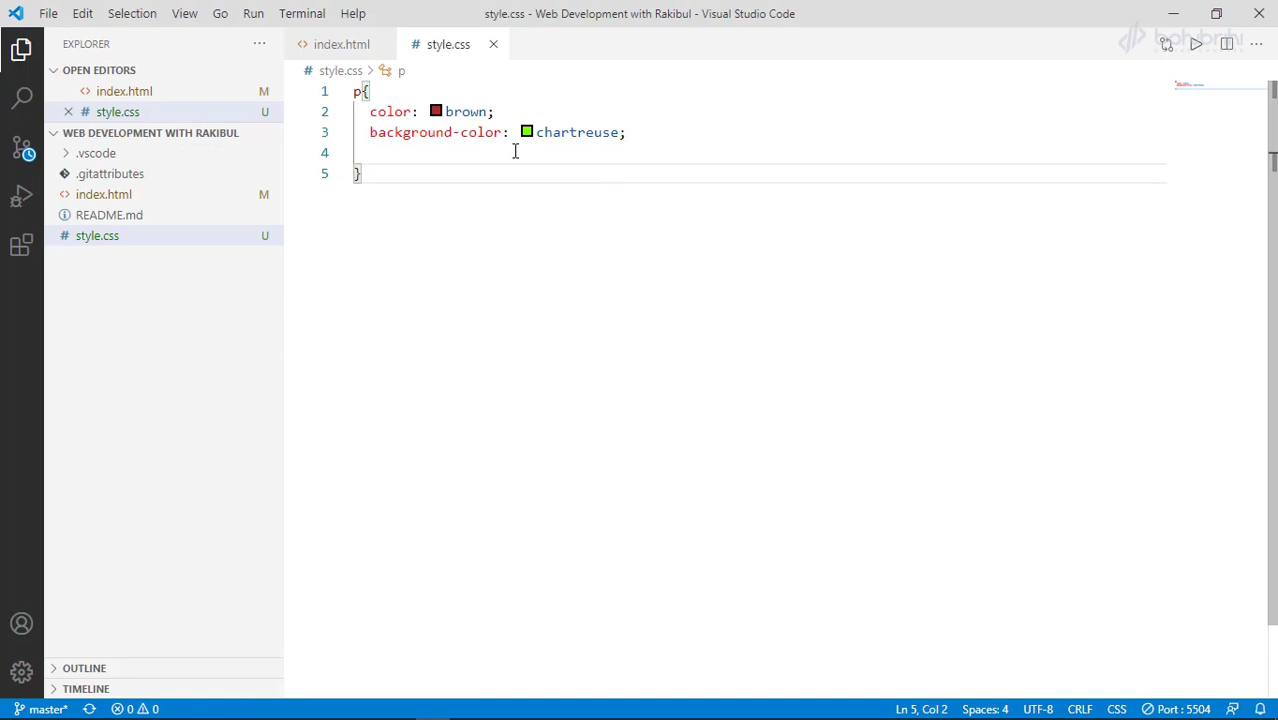 File Edit Selection View Go Run Terminal Help style.css - Web Development with Rakibul - Visual Studio Code
bohubrihi
EXPLORER
OPEN EDITORS
index.html M
style.css U
WEB DEVELOPMENT WITH RAKIBUL
.vscode
.gitattributes
index.html M
README.md
style.css U
OUTLINE
TIMELINE
index.html # style.css
# style.css > p
1 p{
2 color: brown;
3 background-color: chartreuse;
4
5 }
master* 0 0 Ln 5, Col 2 Spaces: 4 UTF-8 CRLF CSS Port : 5504